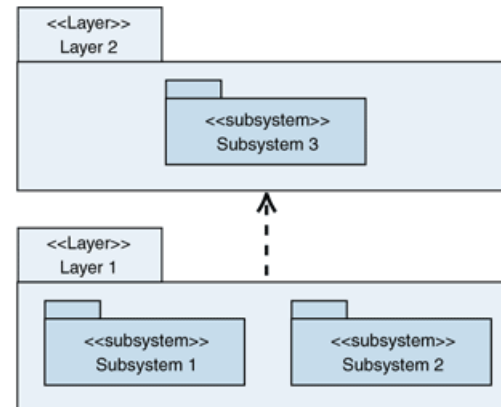 <<Layer>>
Layer 2
<<subsystem>>
Subsystem 3
<<Layer>>
Layer 1
<<subsystem>>
Subsystem 1
<<subsystem>>
Subsystem 2